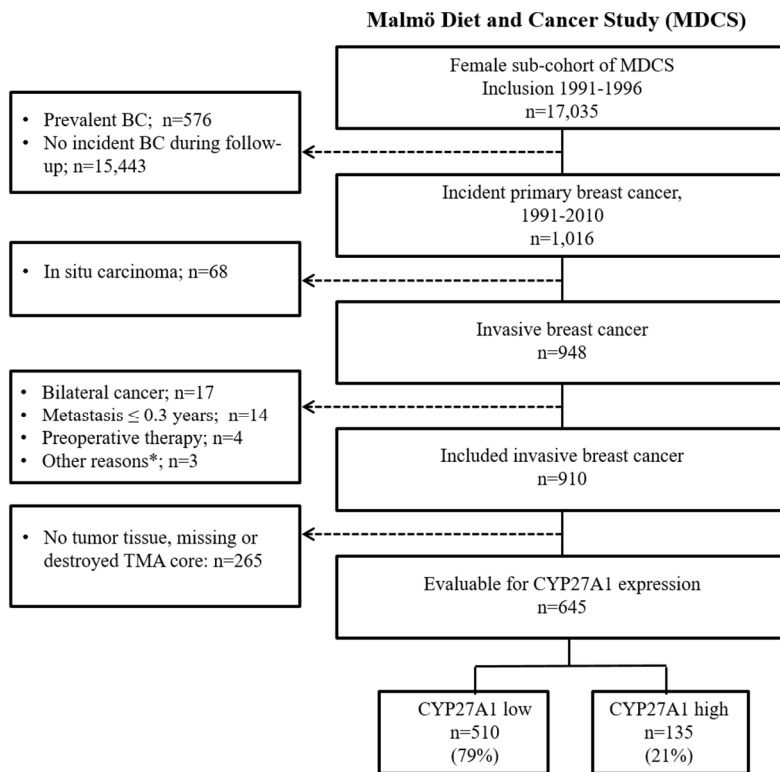 Malmö Diet and Cancer Study (MDCS)
Female sub-cohort of MDCS
Inclusion 1991-1996
n=17,035
• Prevalent BC; n=576
• No incident BC during follow-
up; n=15,443
Incident primary breast cancer,
1991-2010
n=1,016
• In situ carcinoma; n=68
Invasive breast cancer
n=948
• Bilateral cancer; n=17
• Metastasis ≤ 0.3 years; n=14
• Preoperative therapy; n=4
• Other reasons*; n=3
Included invasive breast cancer
n=910
• No tumor tissue, missing or
destroyed TMA core: n=265
Evaluable for CYP27A1 expression
n=645
CYP27A1 low
n=510
(79%)
CYP27A1 high
n=135
(21%)